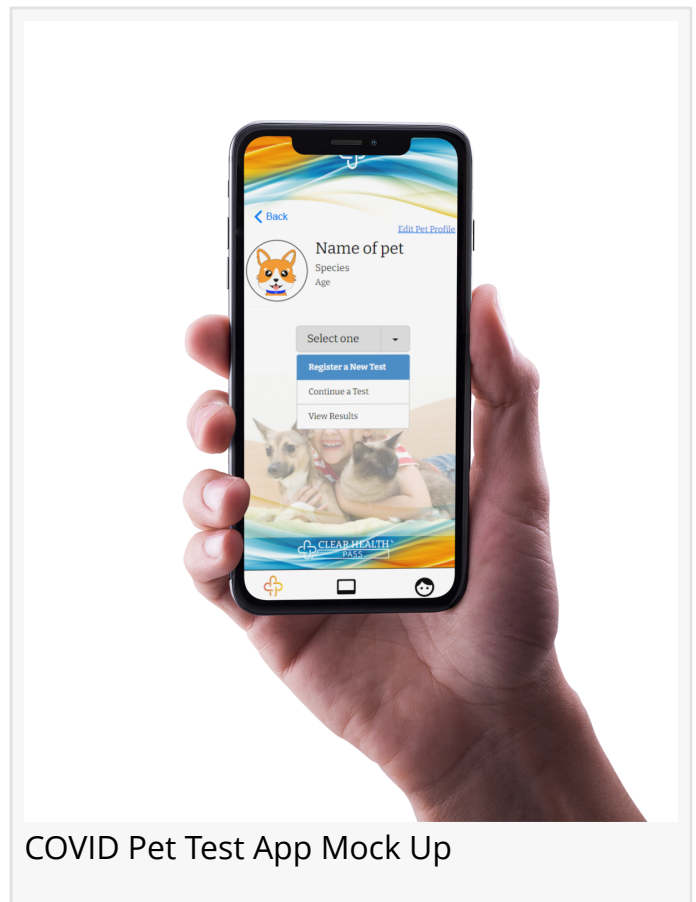 Back
Edit Pet Profile
Name of pet
Species
Age
Select one
Register a New Test
Continue a Test
View Results
CLEAR HEALTH
PASS
COVID Pet Test App Mock Up